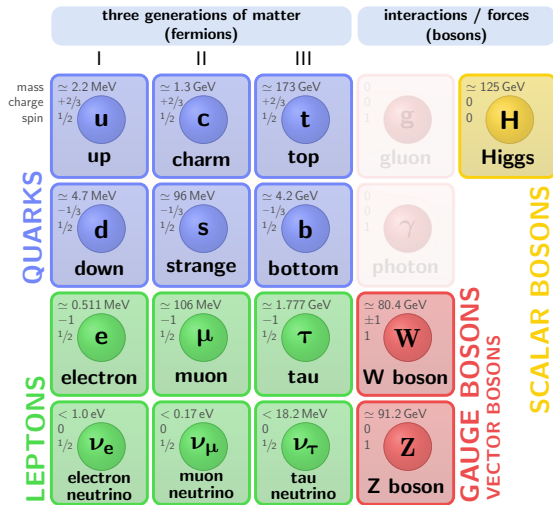 three generations of matter
(fermions)
interactions / forces
(bosons)
I II III
mass
charge
spin
≃ 2.2 MeV
+2/3
1/2
u
up
≃ 1.3 GeV
+2/3
1/2
c
charm
≃ 173 GeV
+2/3
1/2
t
top
0
0
1
g
gluon
≃ 125 GeV
0
0
H
Higgs
≃ 4.7 MeV
−1/3
1/2
d
down
≃ 96 MeV
−1/3
1/2
s
strange
≃ 4.2 GeV
−1/3
1/2
b
bottom
0
0
1
γ
photon
≃ 0.511 MeV
−1
1/2
e
electron
≃ 106 MeV
−1
1/2
μ
muon
≃ 1.777 GeV
−1
1/2
τ
tau
≃ 80.4 GeV
±1
1
W
W boson
< 1.0 eV
0
1/2
νe
electron
neutrino
< 0.17 eV
0
1/2
νμ
muon
neutrino
< 18.2 MeV
0
1/2
ντ
tau
neutrino
≃ 91.2 GeV
0
1
Z
Z boson
QUARKS
LEPTONS
GAUGE BOSONS
VECTOR BOSONS
SCALAR BOSONS